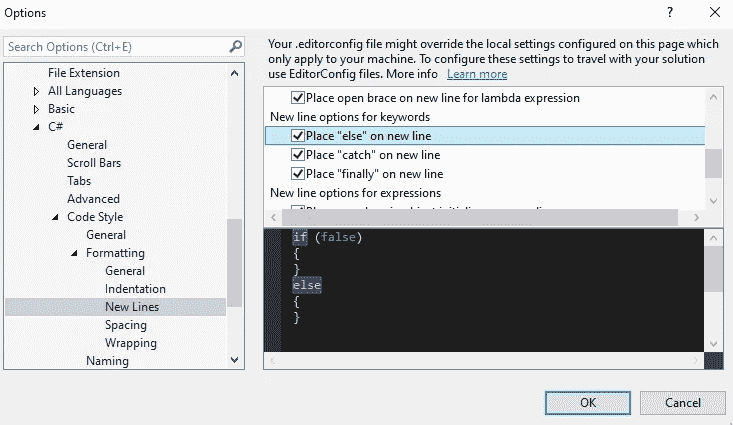 Options
? ×
Search Options (Ctrl+E)
File Extension
All Languages
Basic
C#
General
Scroll Bars
Tabs
Advanced
Code Style
General
Formatting
General
Indentation
New Lines
Spacing
Wrapping
Naming
Your .editorconfig file might override the local settings configured on this page which
only apply to your machine. To configure these settings to travel with your solution
use EditorConfig files. More info Learn more
Place open brace on new line for lambda expression
New line options for keywords
Place "else" on new line
Place "catch" on new line
Place "finally" on new line
New line options for expressions
if (false)
{
}
else
{
}
OK
Cancel